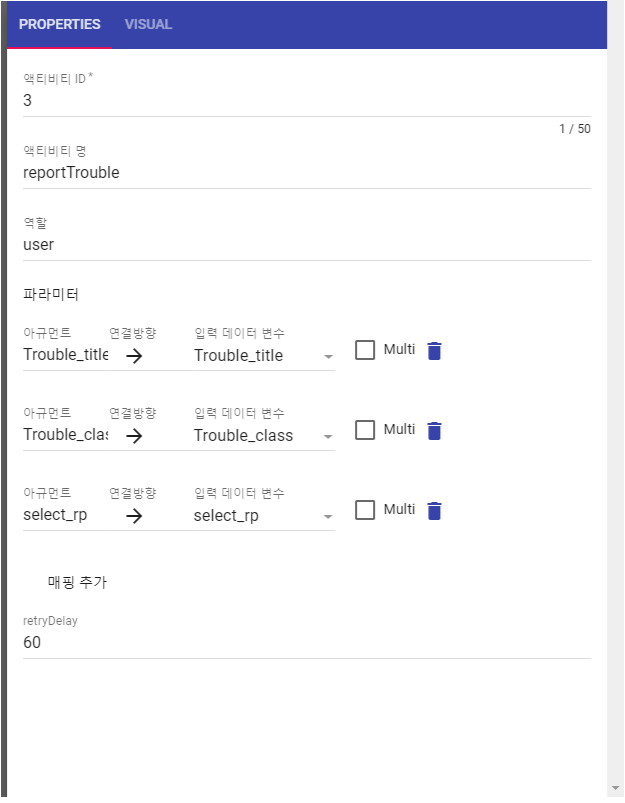 PROPERTIES VISUAL
액티비티 ID *
3
1 / 50
액티비티 명
reportTrouble
역할
user
파라미터
아규먼트 연결방향 입력 데이터 변수
Trouble_title → Trouble_title Multi
아규먼트 연결방향 입력 데이터 변수
Trouble_clas → Trouble_class Multi
아규먼트 연결방향 입력 데이터 변수
select_rp → select_rp Multi
매핑 추가
retryDelay
60